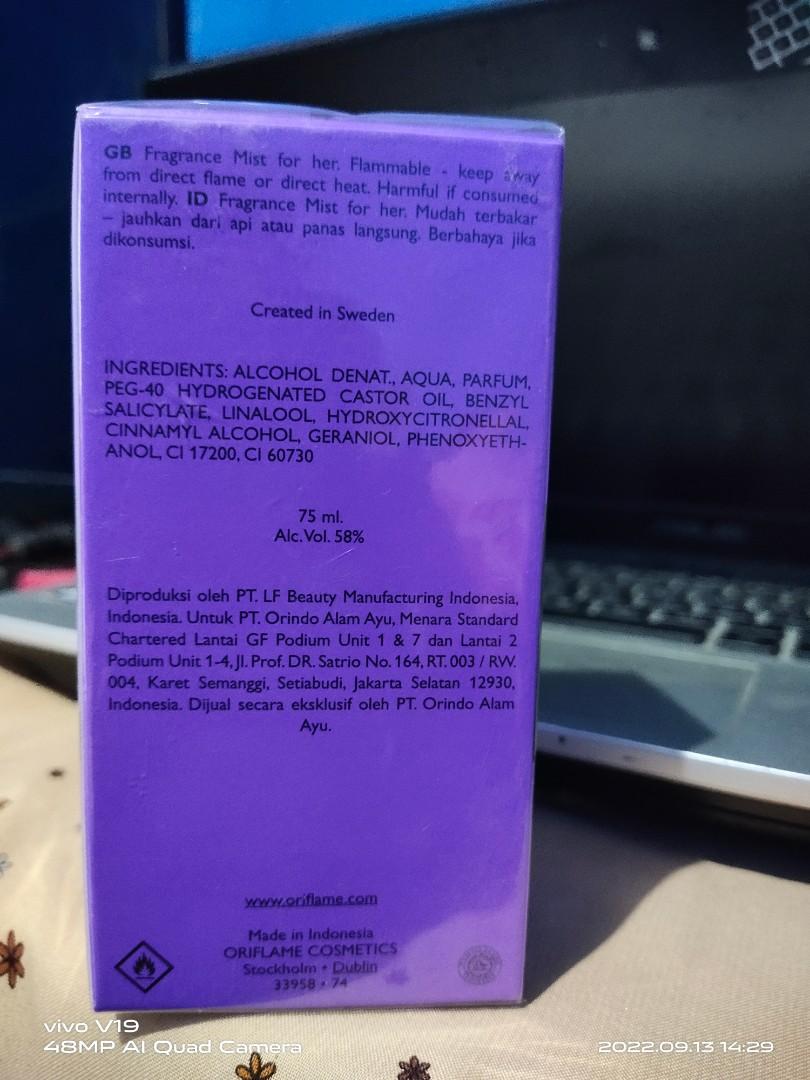 GB Fragrance Mist for her. Flammable - keep away
from direct flame or direct heat. Harmful if consumed
internally. ID Fragrance Mist for her. Mudah terbakar
– jauhkan dari api atau panas langsung. Berbahaya jika
dikonsumsi.
Created in Sweden
INGREDIENTS: ALCOHOL DENAT., AQUA, PARFUM,
PEG-40 HYDROGENATED CASTOR OIL, BENZYL
SALICYLATE, LINALOOL, HYDROXYCITRONELLAL,
CINNAMYL ALCOHOL, GERANIOL, PHENOXYETH-
ANOL, CI 17200, CI 60730
75 ml.
Alc.Vol. 58%
Diproduksi oleh PT. LF Beauty Manufacturing Indonesia,
Indonesia. Untuk PT. Orindo Alam Ayu, Menara Standard
Chartered Lantai GF Podium Unit 1 & 7 dan Lantai 2
Podium Unit 1-4, Jl. Prof. DR. Satrio No. 164, RT. 003 / RW.
004, Karet Semanggi, Setiabudi, Jakarta Selatan 12930,
Indonesia. Dijual secara eksklusif oleh PT. Orindo Alam
Ayu.
www.oriflame.com
Made in Indonesia
ORIFLAME COSMETICS
Stockholm • Dublin
33958 • 74
vivo V19
48MP AI Quad Camera
2022.09.13 14:29